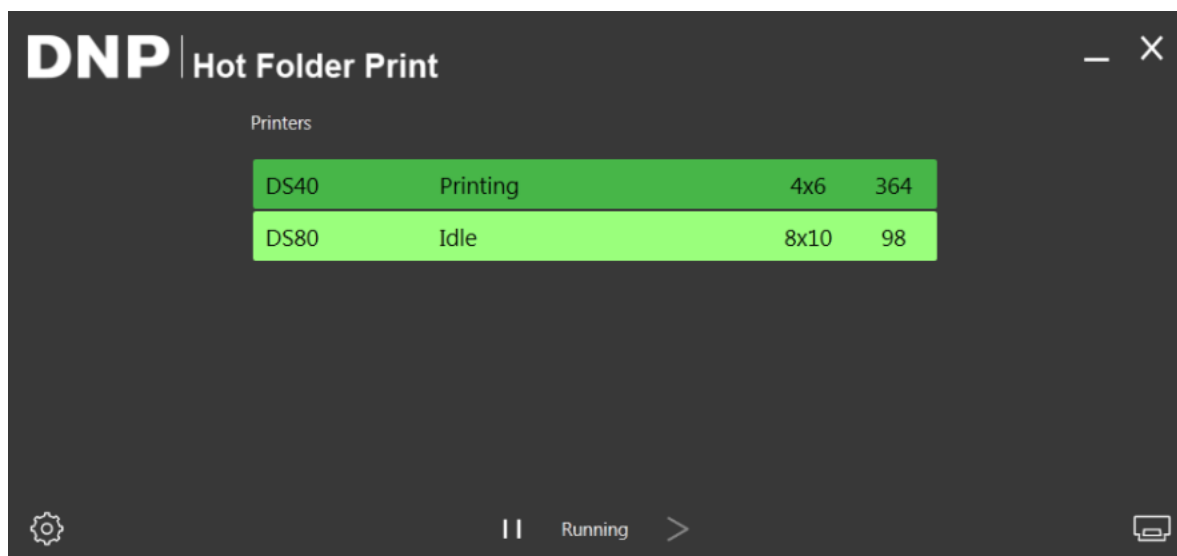 DNP Hot Folder Print
Printers
DS40 Printing 4x6 364
DS80 Idle 8x10 98
Running